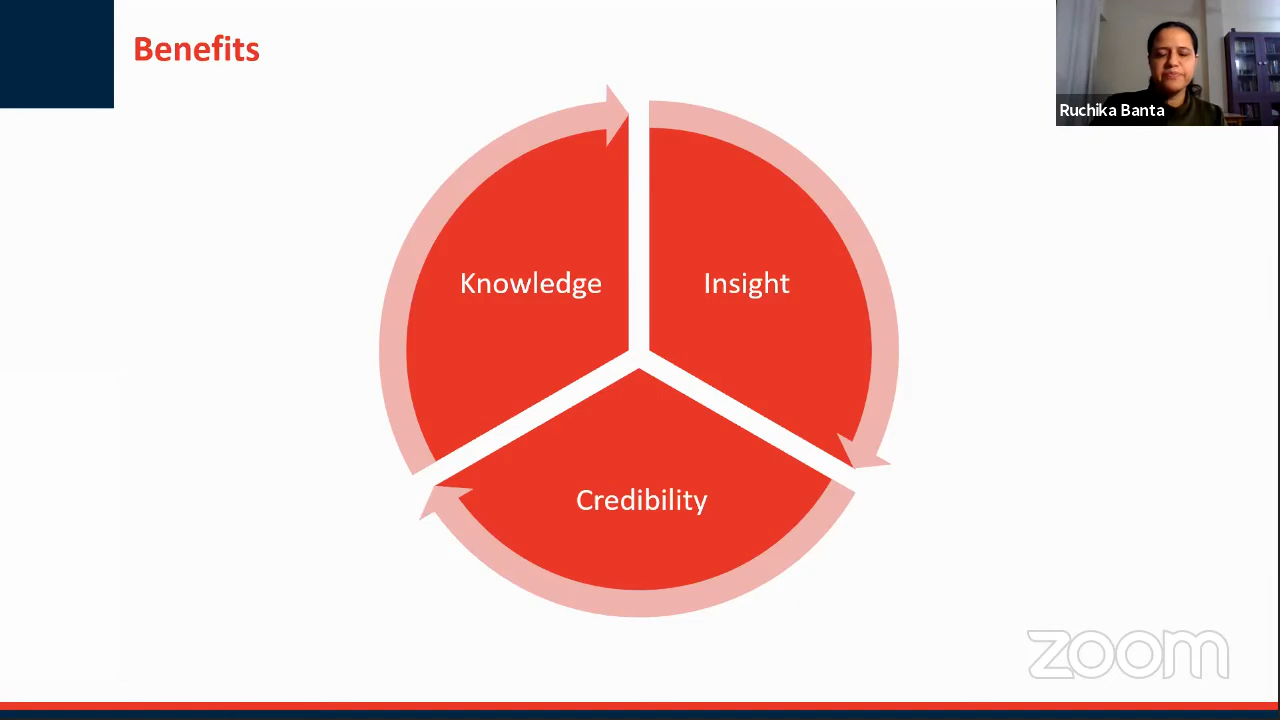 Benefits
Ruchika Banta
Knowledge
Insight
Credibility
zoom